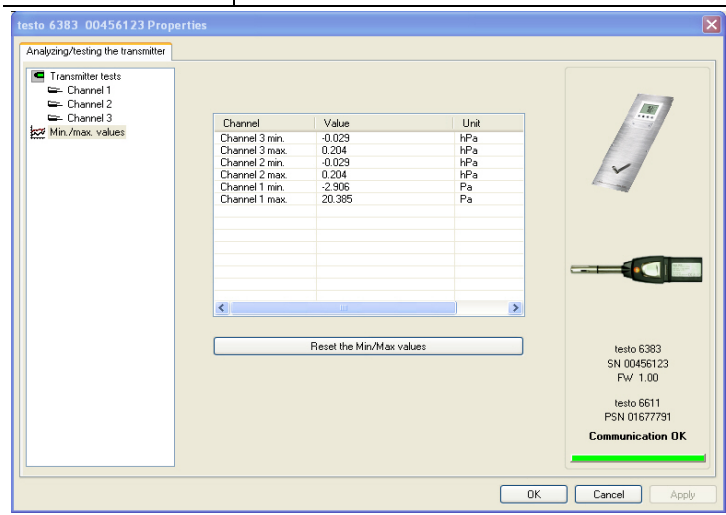 testo 6383 00456123 Properties
Analyzing/testing the transmitter
Transmitter tests
Channel 1
Channel 2
Channel 3
Min./max. values
Channel Value Unit
Channel 3 min. -0.029 hPa
Channel 3 max. 0.204 hPa
Channel 2 min. -0.029 hPa
Channel 2 max. 0.204 hPa
Channel 1 min. -2.906 Pa
Channel 1 max. 20.385 Pa
Reset the Min/Max values
testo 6383
SN 00456123
FW 1.00
testo 6611
PSN 01677791
Communication OK
OK Cancel Apply